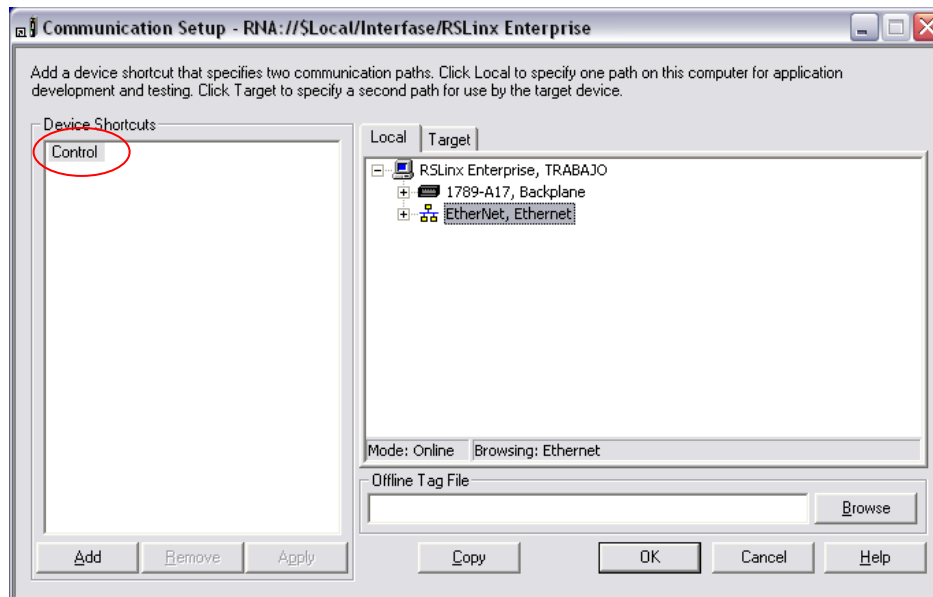 Communication Setup - RNA://$Local/Interfase/RSLinx Enterprise
Add a device shortcut that specifies two communication paths. Click Local to specify one path on this computer for application
development and testing. Click Target to specify a second path for use by the target device.
Device Shortcuts
Control
Local
Target
RSLinx Enterprise, TRABAJO
1789-A17, Backplane
EtherNet, Ethernet
Mode: Online
Browsing: Ethernet
Offline Tag File
Browse
Add
Remove
Apply
Copy
OK
Cancel
Help